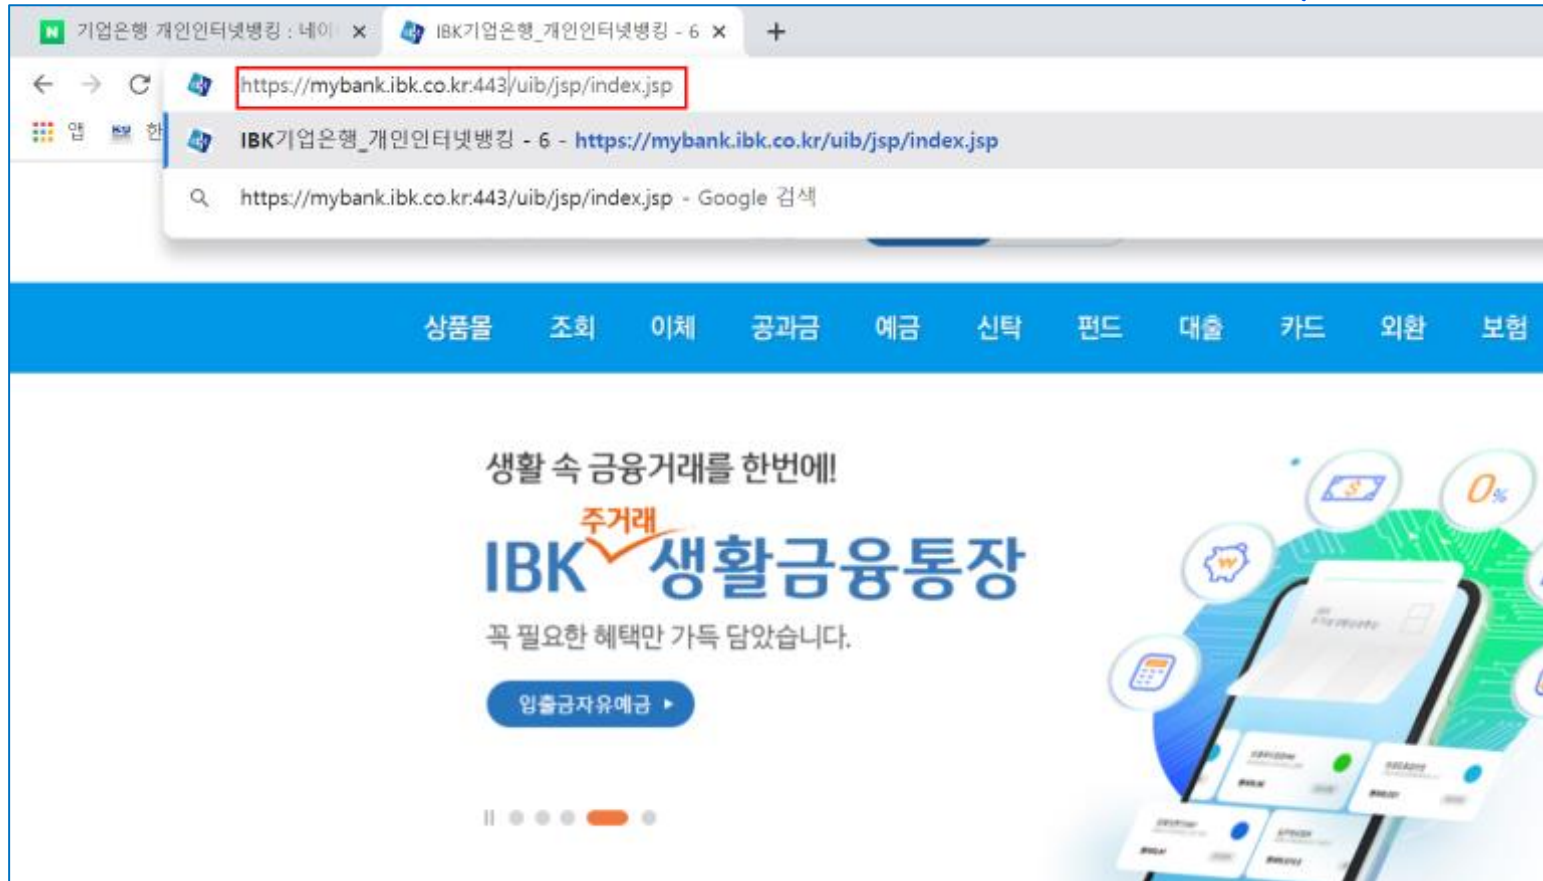 기업은행 개인인터넷뱅킹 : 네이
IBK기업은행_개인인터넷뱅킹 - 6
https://mybank.ibk.co.kr:443/uib/jsp/index.jsp
앱
한
IBK기업은행_개인인터넷뱅킹 - 6 - https://mybank.ibk.co.kr/uib/jsp/index.jsp
https://mybank.ibk.co.kr:443/uib/jsp/index.jsp - Google 검색
상품몰 조회 이체 공과금 예금 신탁 펀드 대출 카드 외환 보험
생활 속 금융거래를 한번에!
주거래
IBK 생활금융통장
꼭 필요한 혜택만 가득 담았습니다.
입출금자유예금
0%